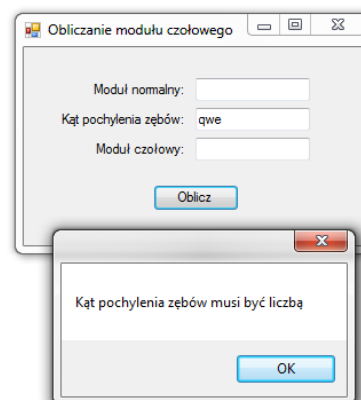 Obliczanie modułu czołowego
Moduł normalny:
Kąt pochylenia zębów: qwe
Moduł czołowy:
Oblicz
Kąt pochylenia zębów musi być liczbą
OK